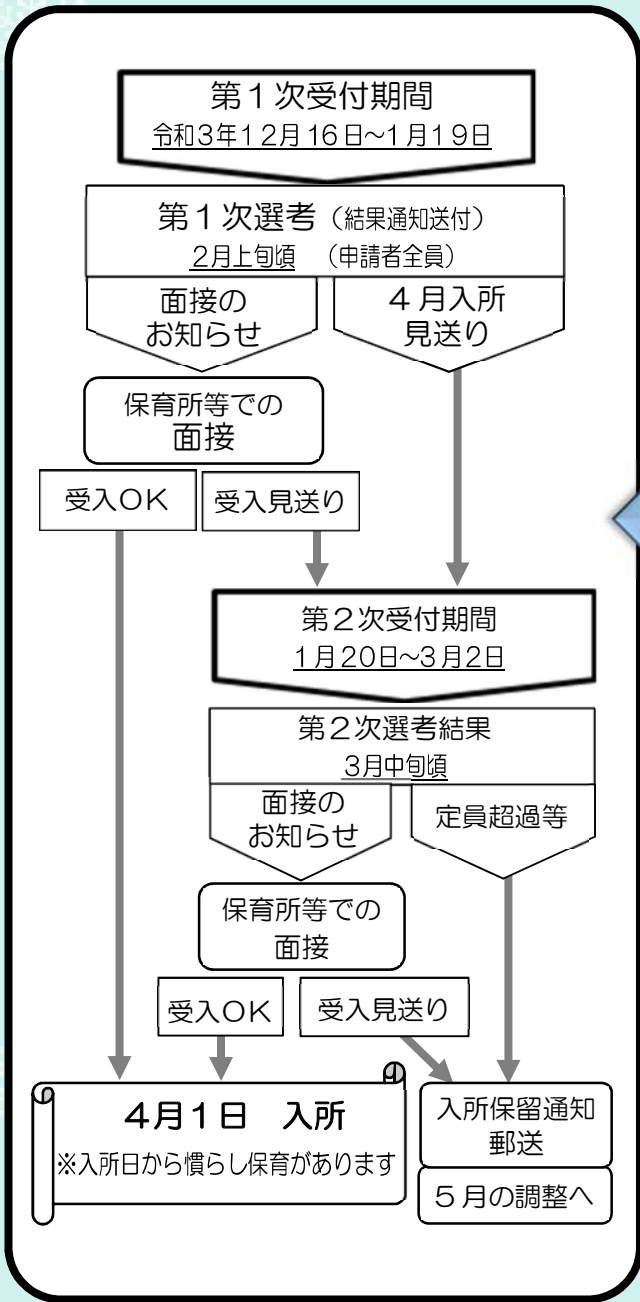 第1次受付期間
令和3年12月16日～1月19日
第1次選考（結果通知送付）
2月上旬頃　（申請者全員）
面接の
お知らせ
4月入所
見送り
保育所等での
面接
受入OK
受入見送り
第2次受付期間
1月20日～3月2日
第2次選考結果
3月中旬頃
面接の
お知らせ
定員超過等
保育所等での
面接
受入OK
受入見送り
4月1日　入所
※入所日から慣らし保育があります
入所保留通知
郵送
5月の調整へ